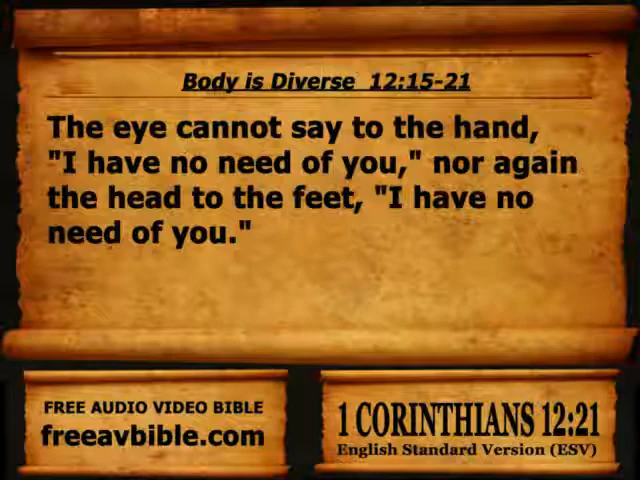 Body is Diverse 12:15-21
The eye cannot say to the hand,
"I have no need of you," nor again
the head to the feet, "I have no
need of you."
FREE AUDIO VIDEO BIBLE
freeavbible.com
1 CORINTHIANS 12:21
English Standard Version (ESV)